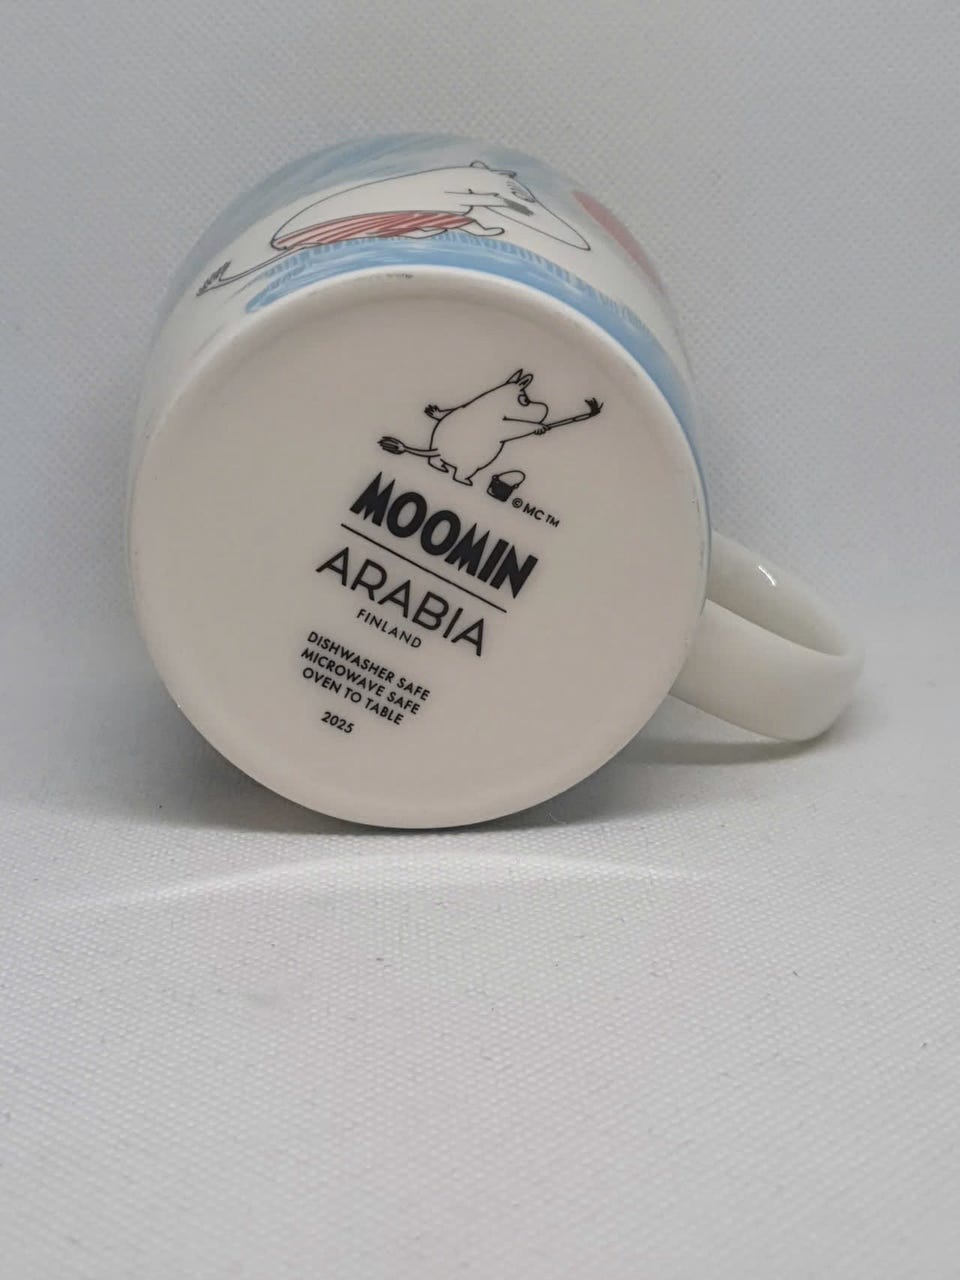 © MC™
MOOMIN
ARABIA
FINLAND
DISHWASHER SAFE
MICROWAVE SAFE
OVEN TO TABLE
2025